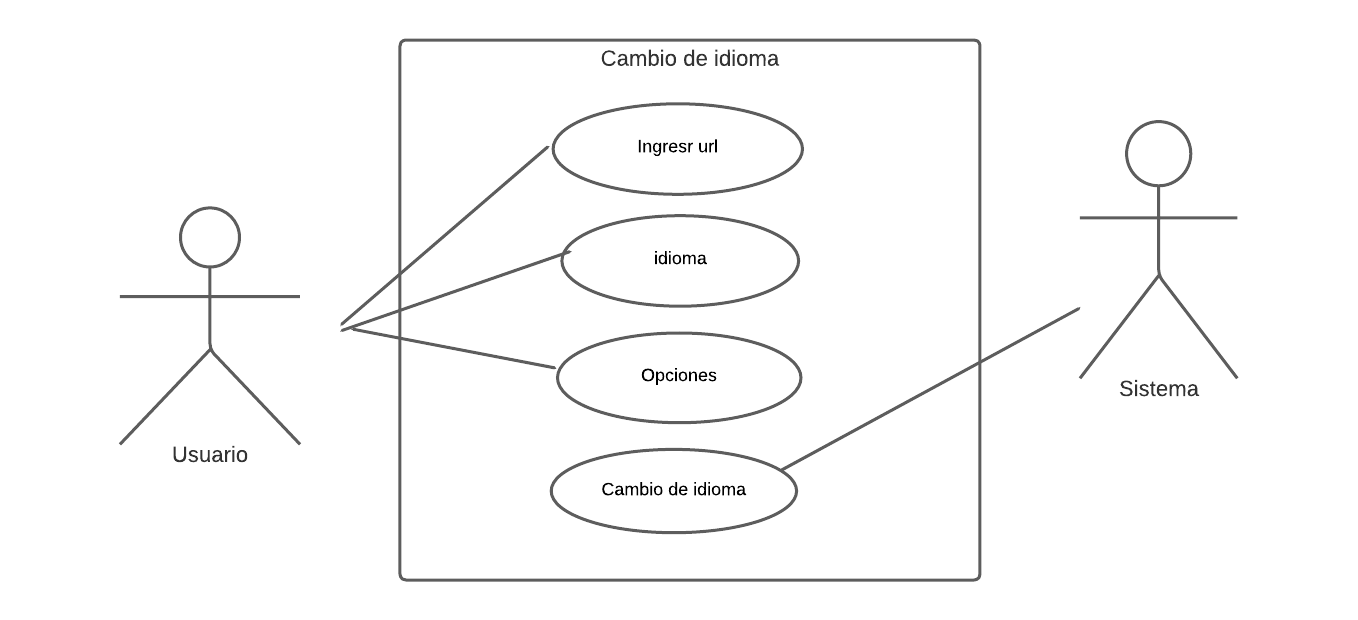 Cambio de idioma
Ingresr url
idioma
Opciones
Cambio de idioma
Usuario
Sistema